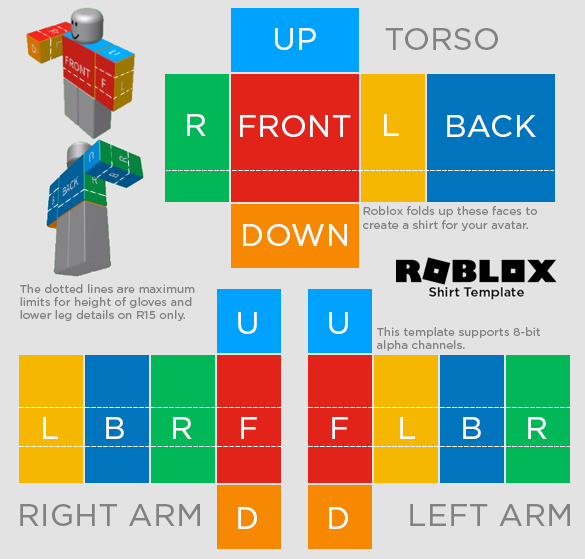 UP
TORSO
R
FRONT
L
BACK
DOWN
Roblox folds up these faces to
create a shirt for your avatar.
FRONT
F
L
U
D
BACK
R
U
B
R
The dotted lines are maximum
limits for height of gloves and
lower leg details on R15 only.
ROBLOX
Shirt Template
This template supports 8-bit
alpha channels.
U
U
L
B
R
F
F
L
B
R
RIGHT ARM
D
D
LEFT ARM